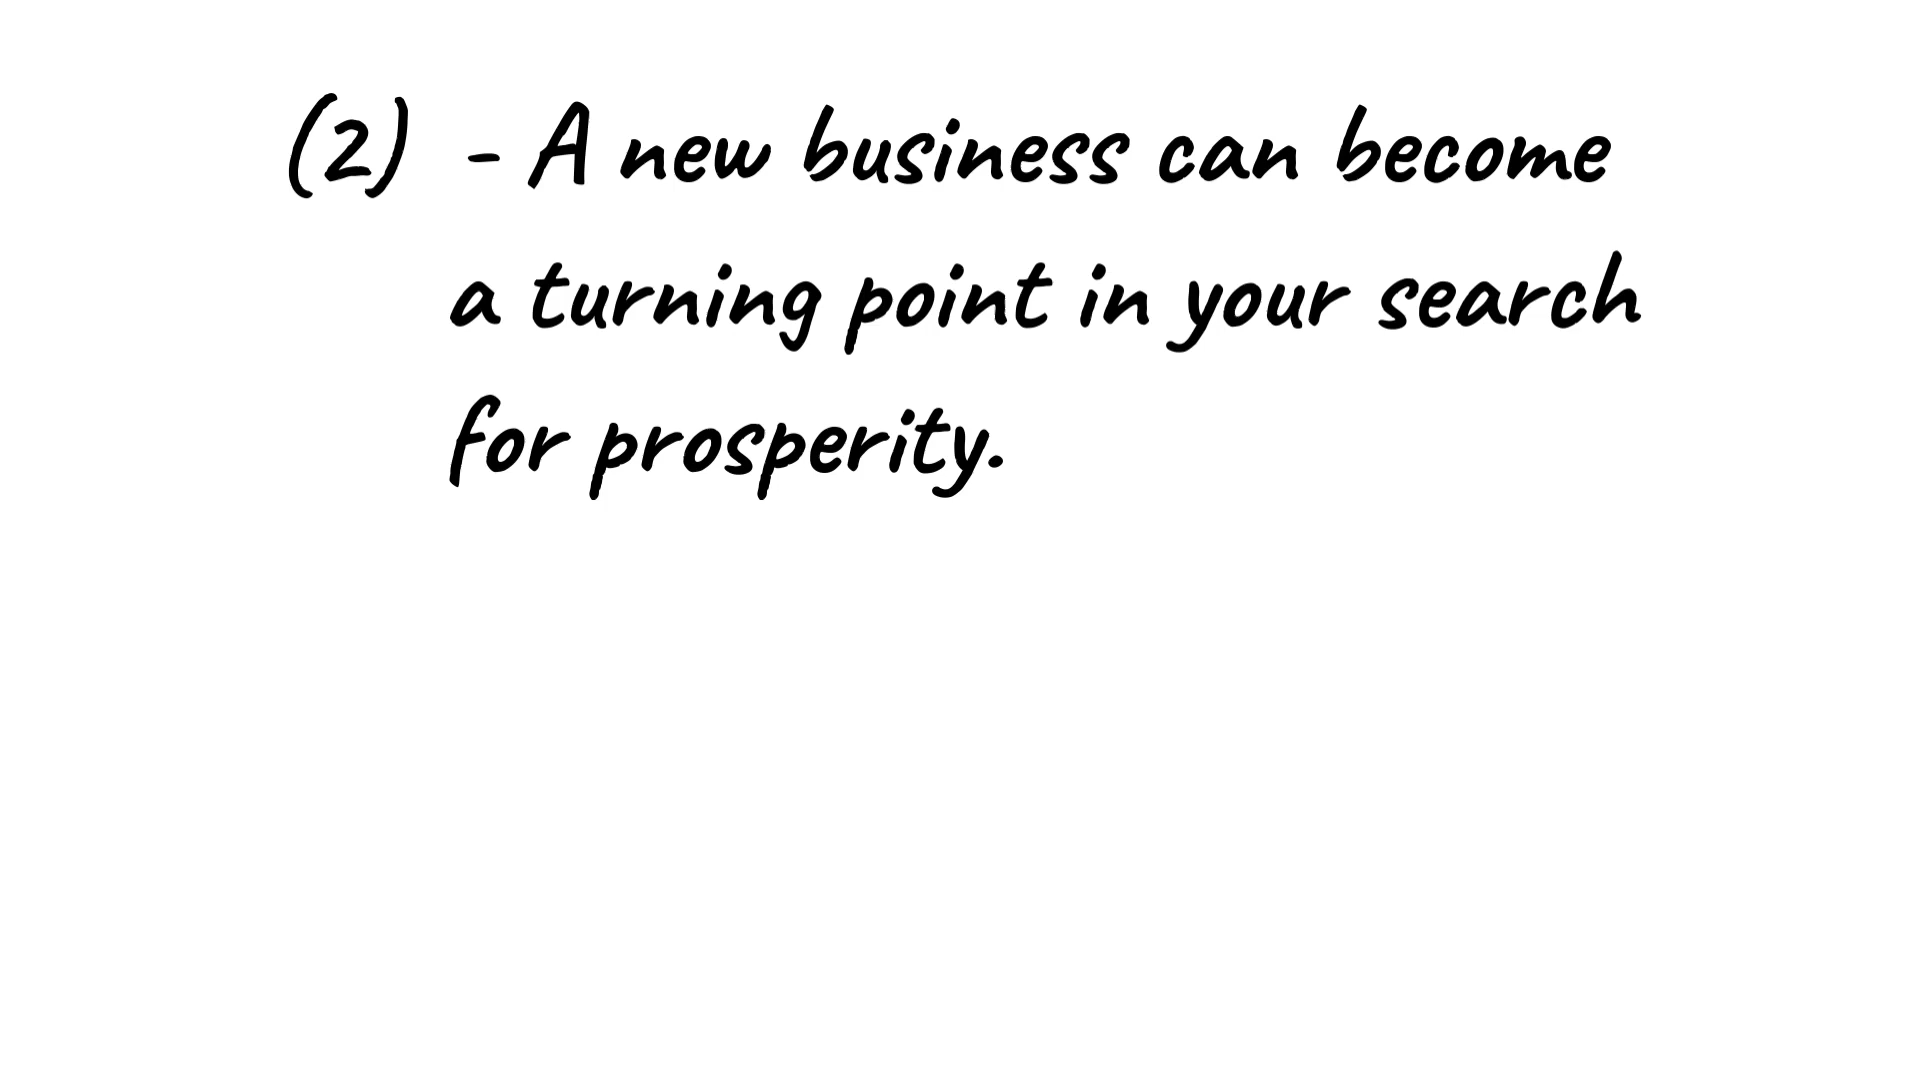 (2) - A new business can become
a turning point in your search
for prosperity.